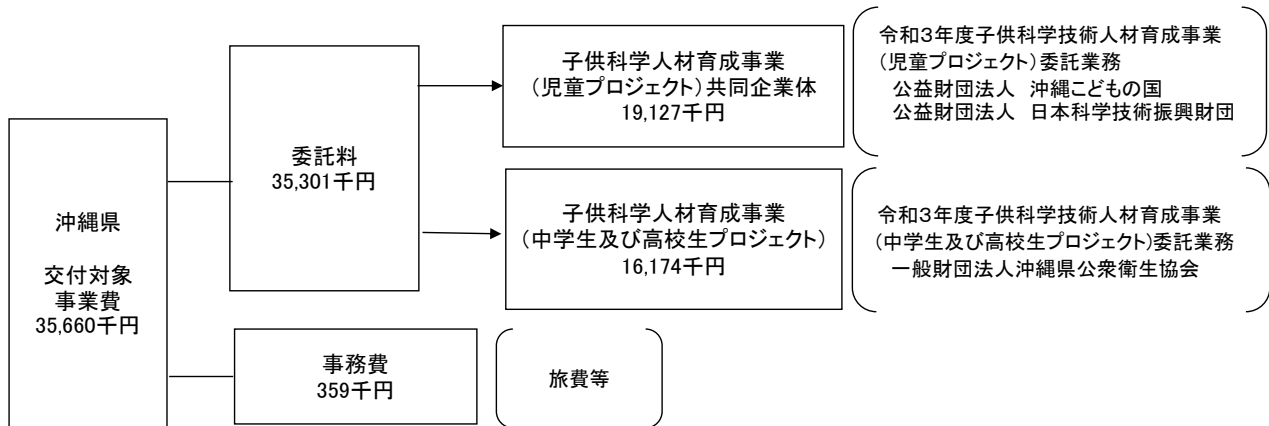 沖縄県
交付対象
事業費
35,660千円
委託料
35,301千円
子供科学人材育成事業
（児童プロジェクト）共同企業体
19,127千円
令和3年度子供科学技術人材育成事業
（児童プロジェクト）委託業務
公益財団法人　沖縄こどもの国
公益財団法人　日本科学技術振興財団
子供科学人材育成事業
（中学生及び高校生プロジェクト）
16,174千円
令和3年度子供科学技術人材育成事業
（中学生及び高校生プロジェクト）委託業務
一般財団法人沖縄県公衆衛生協会
事務費
359千円
旅費等